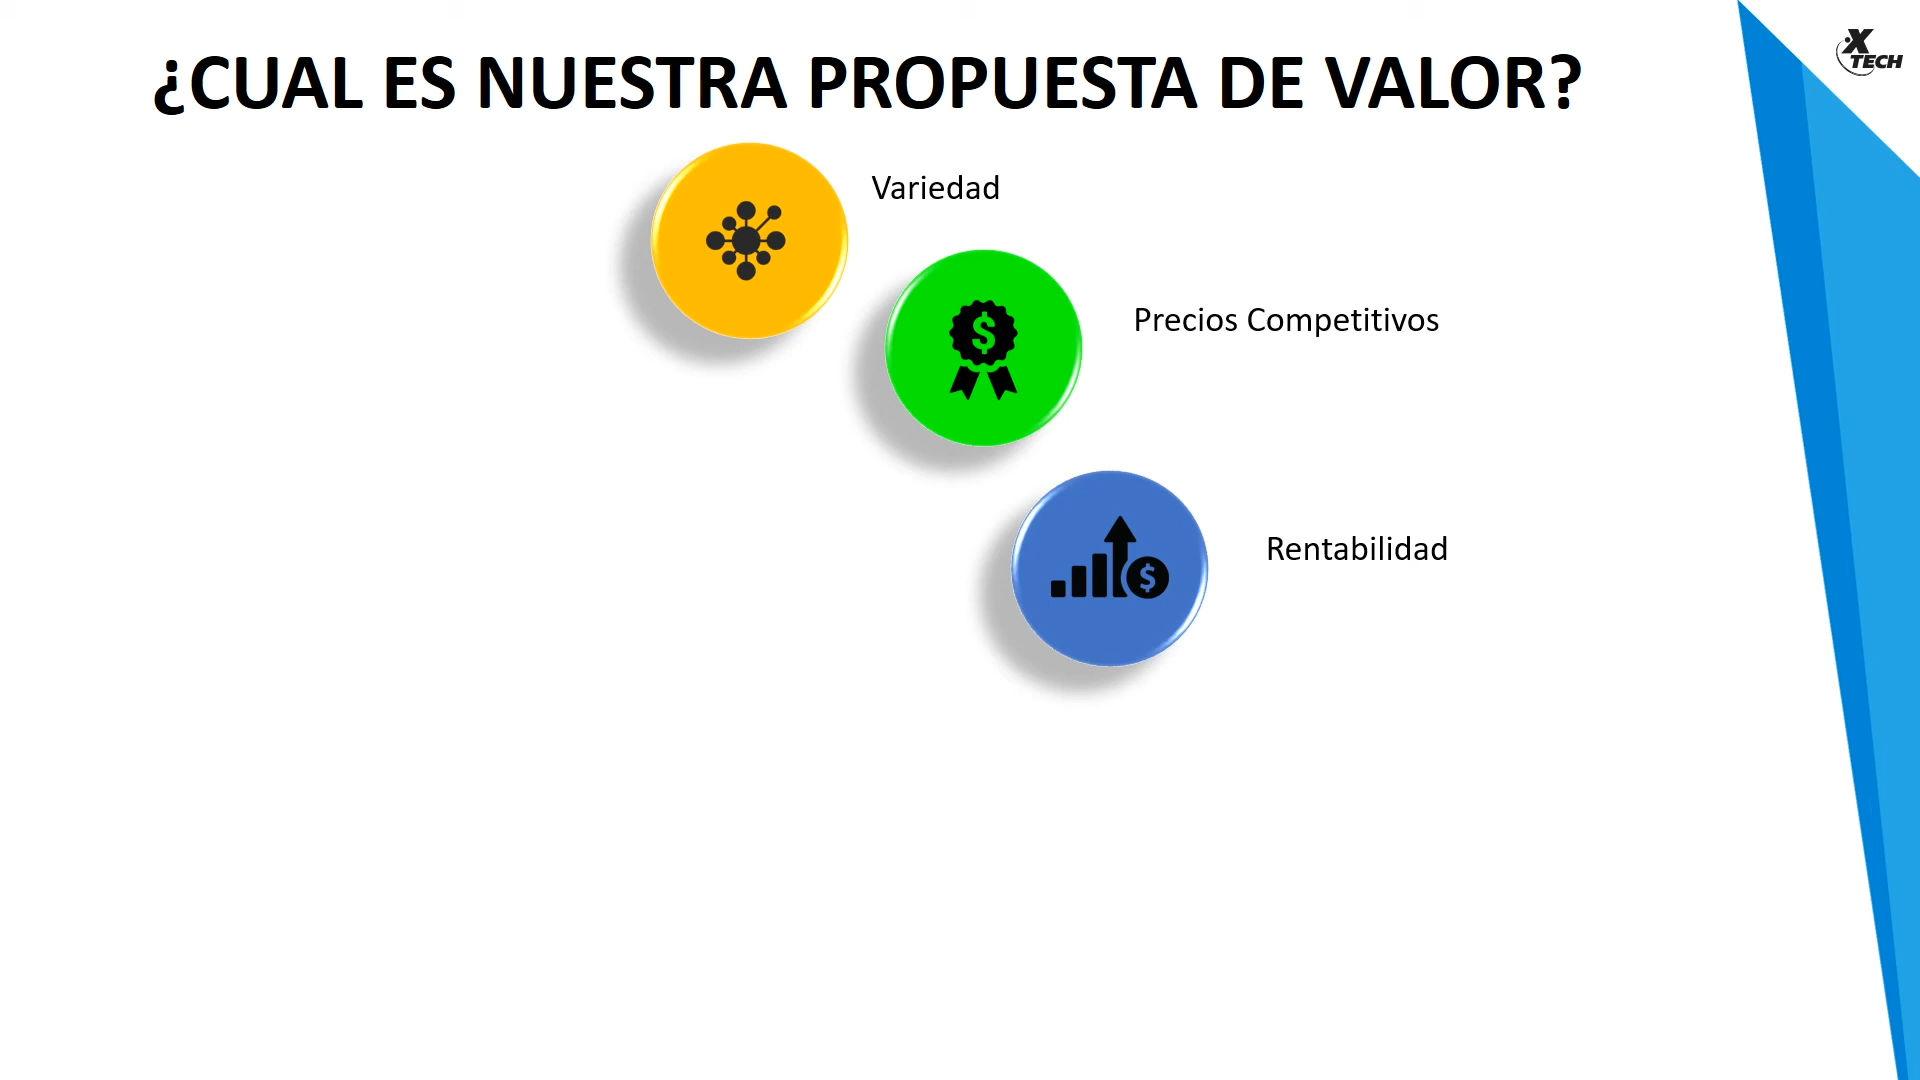 ¿CUAL ES NUESTRA PROPUESTA DE VALOR?
X
TECH
Variedad
$
Precios Competitivos
$
Rentabilidad